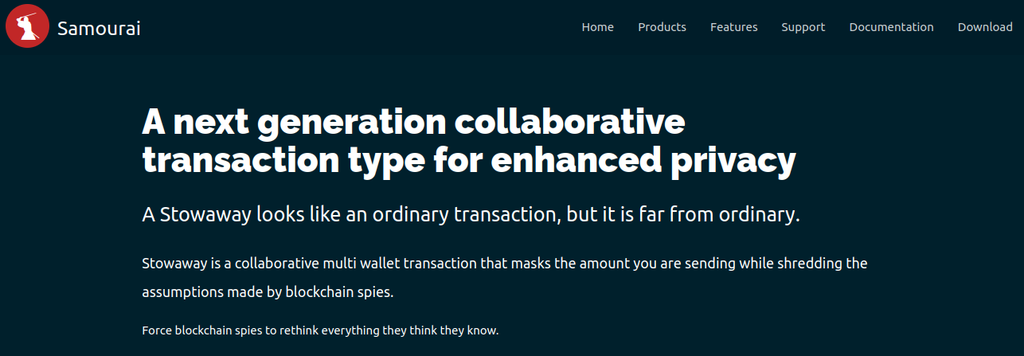 Samourai
Home Products Features Support Documentation Download
A next generation collaborative
transaction type for enhanced privacy
A Stowaway looks like an ordinary transaction, but it is far from ordinary.
Stowaway is a collaborative multi wallet transaction that masks the amount you are sending while shredding the
assumptions made by blockchain spies.
Force blockchain spies to rethink everything they think they know.